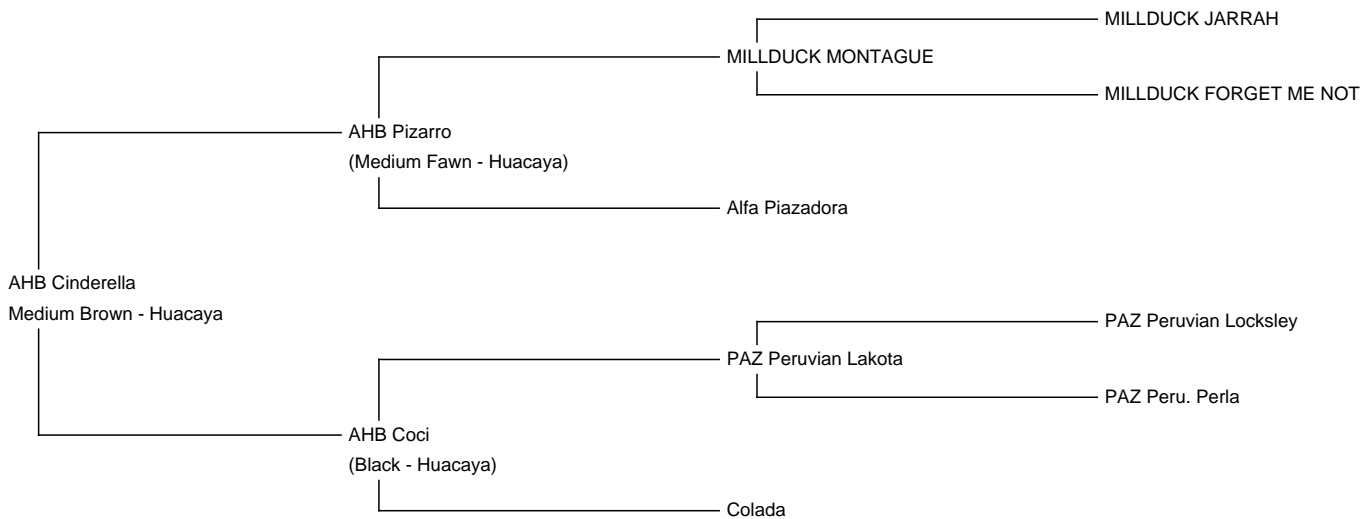 MILLDUCK JARRAH
MILLDUCK MONTAGUE
MILLDUCK FORGET ME NOT
AHB Pizarro
(Medium Fawn - Huacaya)
Alfa Piazadora
AHB Cinderella
Medium Brown - Huacaya
PAZ Peruvian Locksley
PAZ Peruvian Lakota
PAZ Peru. Perla
AHB Coci
(Black - Huacaya)
Colada